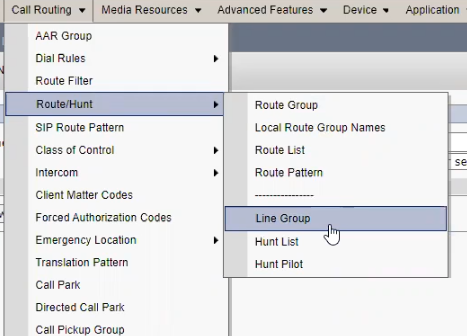 Call Routing Media Resources Advanced Features Device Application
AAR Group
Dial Rules
Route Filter
Route/Hunt
Route Group
SIP Route Pattern
Local Route Group Names
Class of Control
Route List
Intercom
Route Pattern
Client Matter Codes
---------------
Forced Authorization Codes
Line Group
Emergency Location
Hunt List
Translation Pattern
Hunt Pilot
Call Park
Directed Call Park
Call Pickup Group